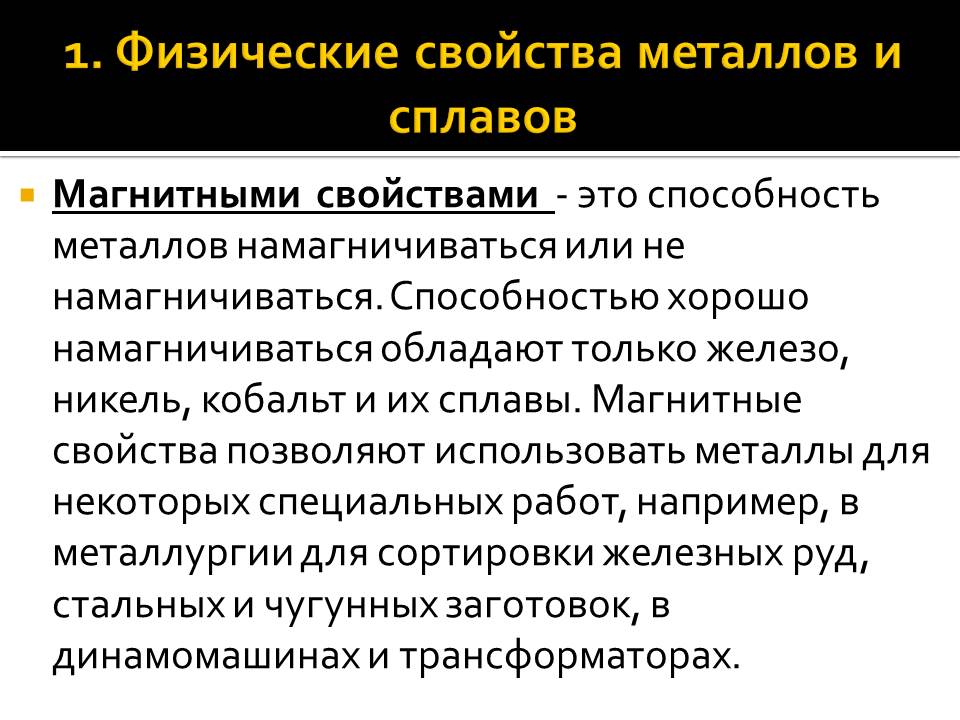 1. Физические свойства металлов и
сплавов
Магнитными свойствами - это способность
металлов намагничиваться или не
намагничиваться. Способностью хорошо
намагничиваться обладают только железо,
никель, кобальт и их сплавы. Магнитные
свойства позволяют использовать металлы для
некоторых специальных работ, например, в
металлургии для сортировки железных руд,
стальных и чугунных заготовок, в
динамомашинах и трансформаторах.